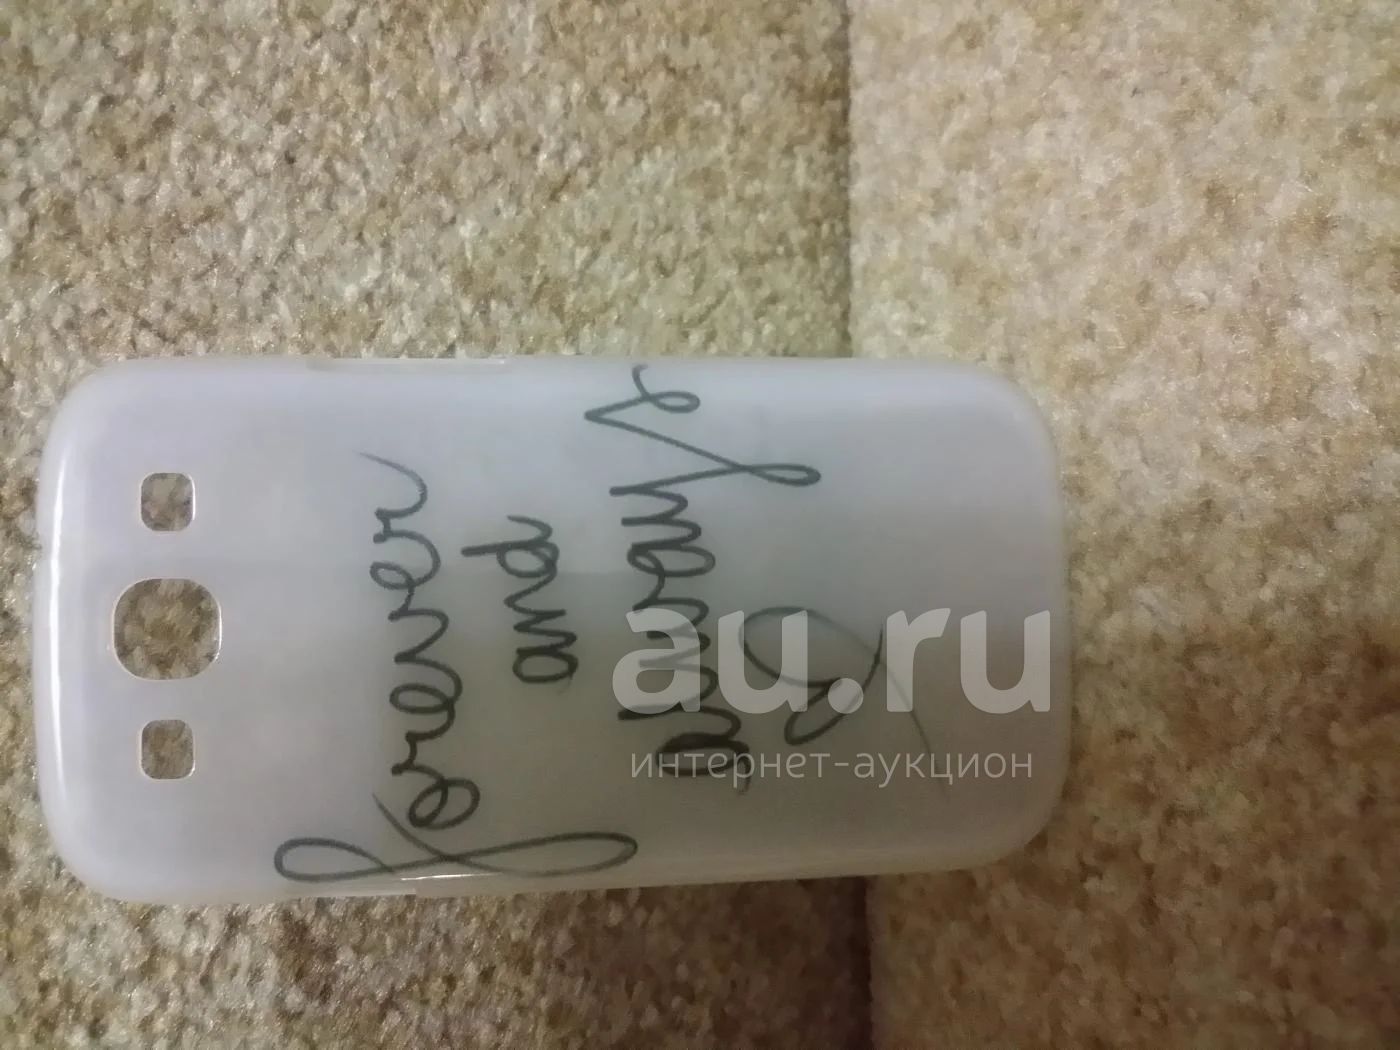 forever
and
always
au.ru
интернет-аукцион